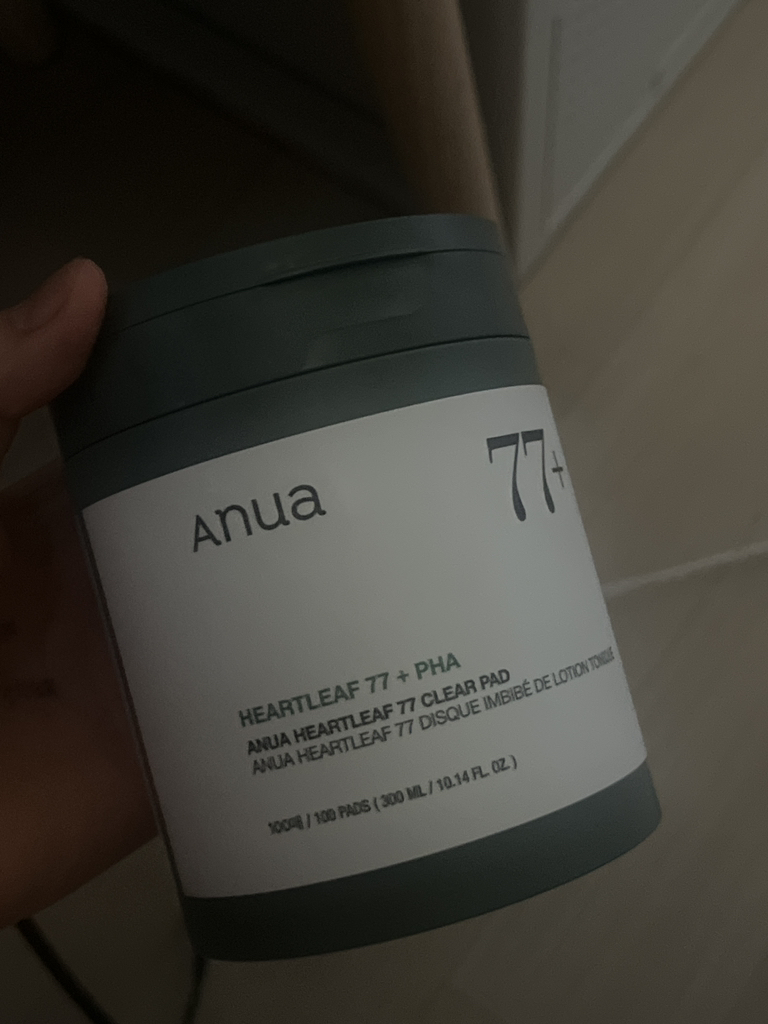 Anua
77+
HEARTLEAF 77 + PHA
ANUA HEARTLEAF 77 CLEAR PAD
ANUA HEARTLEAF 77 DISQUE IMBIBÉ DE LOTION TONIQUE
100매 / 100 PADS ( 300 ML / 10.14 FL. OZ. )